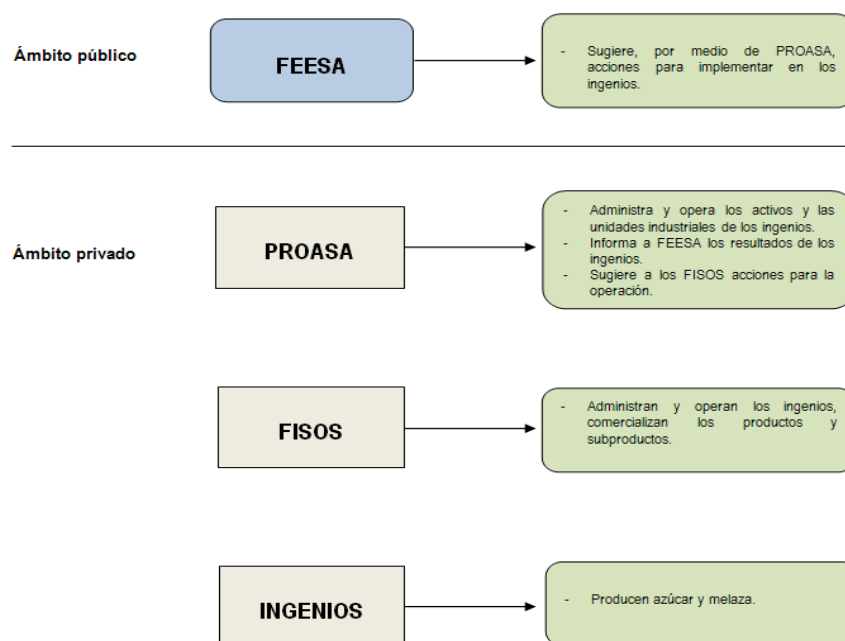 Ámbito público
FEESA
- Sugiere, por medio de PROASA,
acciones para implementar en los
ingenios.
Ámbito privado
PROASA
- Administra y opera los activos y las
unidades industriales de los ingenios.
- Informa a FEESA los resultados de los
ingenios.
- Sugiere a los FISOS acciones para la
operación.
FISOS
- Administran y operan los ingenios,
comercializan los productos y
subproductos.
INGENIOS
- Producen azúcar y melaza.